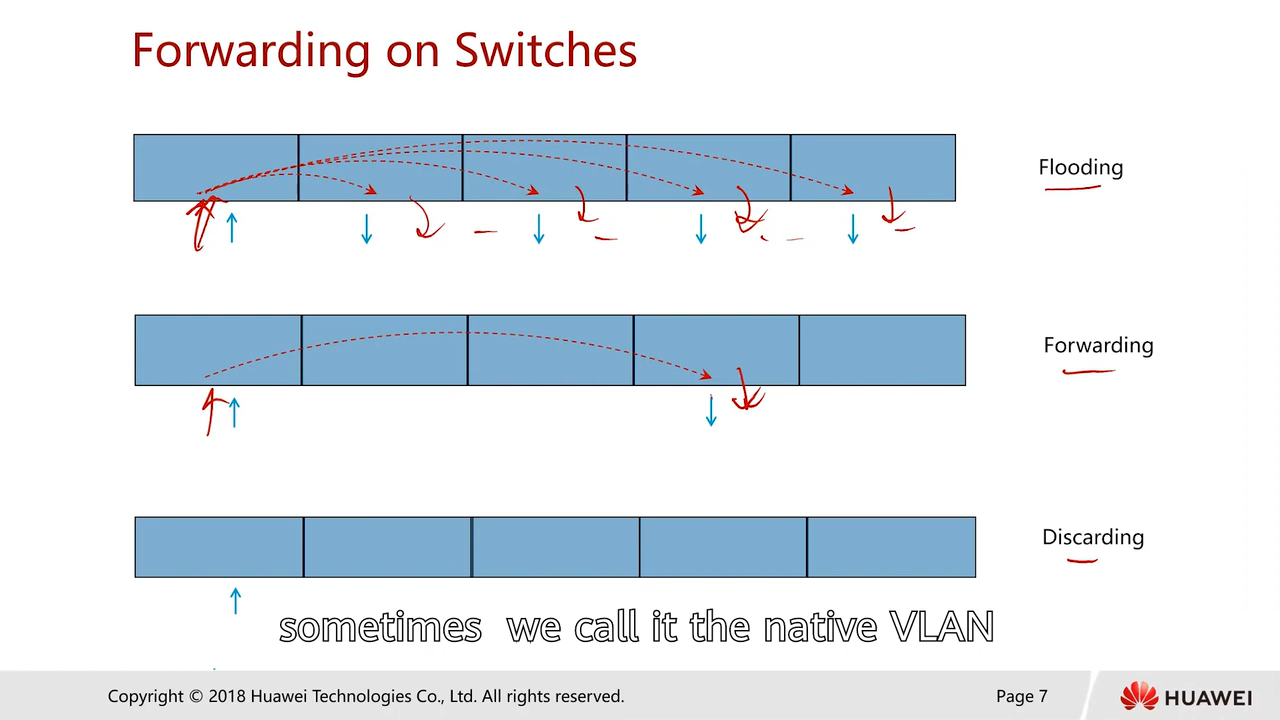 Forwarding on Switches
Flooding
Forwarding
Discarding
sometimes we call it the native VLAN
Copyright © 2018 Huawei Technologies Co., Ltd. All rights reserved.
Page 7
HUAWEI